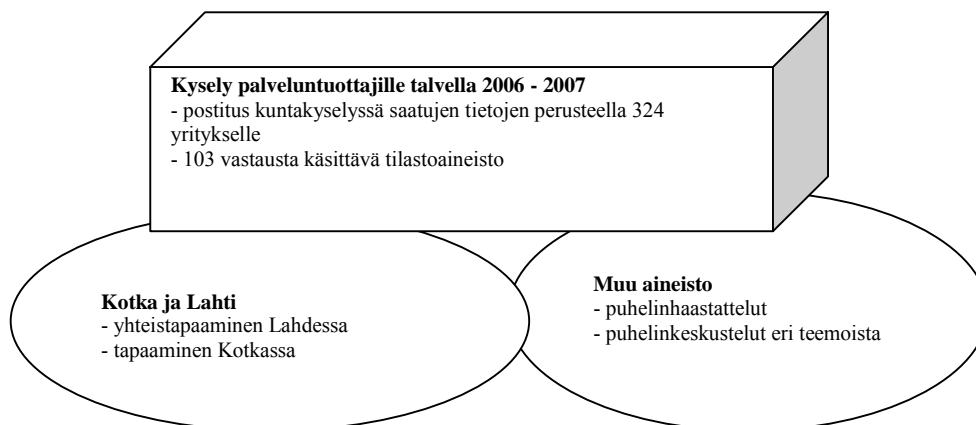 Kysely palveluntuottajille talvella 2006 - 2007
- postitus kuntakyselyssä saatujen tietojen perusteella 324
yritykselle
- 103 vastausta käsittävä tilastoaineisto
Kotka ja Lahti
- yhteistapaaminen Lahdessa
- tapaaminen Kotkassa
Muu aineisto
- puhelinhaastattelut
- puhelinkeskustelut eri teemoista